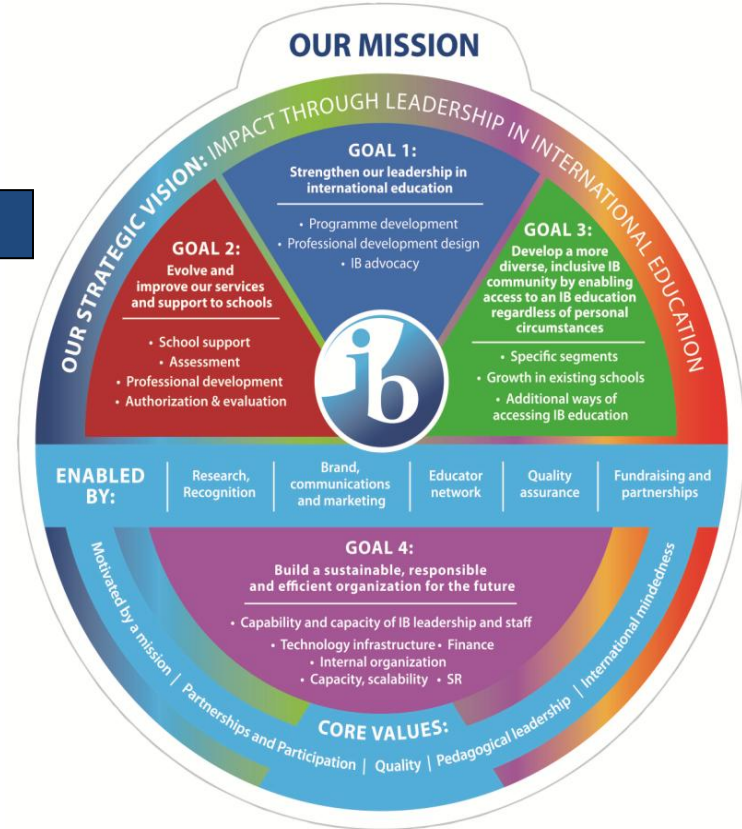 OUR MISSION
OUR STRATEGIC VISION: IMPACT THROUGH LEADERSHIP IN INTERNATIONAL EDUCATION
GOAL 1:
Strengthen our leadership in
international education
• Programme development
• Professional development design
• IB advocacy
GOAL 2:
Evolve and
improve our services
and support to schools
• School support
• Assessment
• Professional development
• Authorization & evaluation
GOAL 3:
Develop a more
diverse, inclusive IB
community by enabling
access to an IB education
regardless of personal
circumstances
• Specific segments
• Growth in existing schools
• Additional ways of
accessing IB education
ib
ENABLED
BY:
Research,
Recognition
Brand,
communications
and marketing
Educator
network
Quality
assurance
Fundraising and
partnerships
GOAL 4:
Build a sustainable, responsible
and efficient organization for the future
• Capability and capacity of IB leadership and staff
• Technology infrastructure • Finance
• Internal organization
• Capacity, scalability • SR
CORE VALUES:
Motivated by a mission | Partnerships and Participation | Quality | Pedagogical leadership | International mindedness